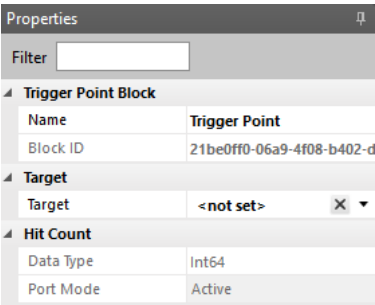 Properties
Filter
Trigger Point Block
Name Trigger Point
Block ID 21be0ff0-06a9-4f08-b402-d
Target
Target <not set>
Hit Count
Data Type Int64
Port Mode Active